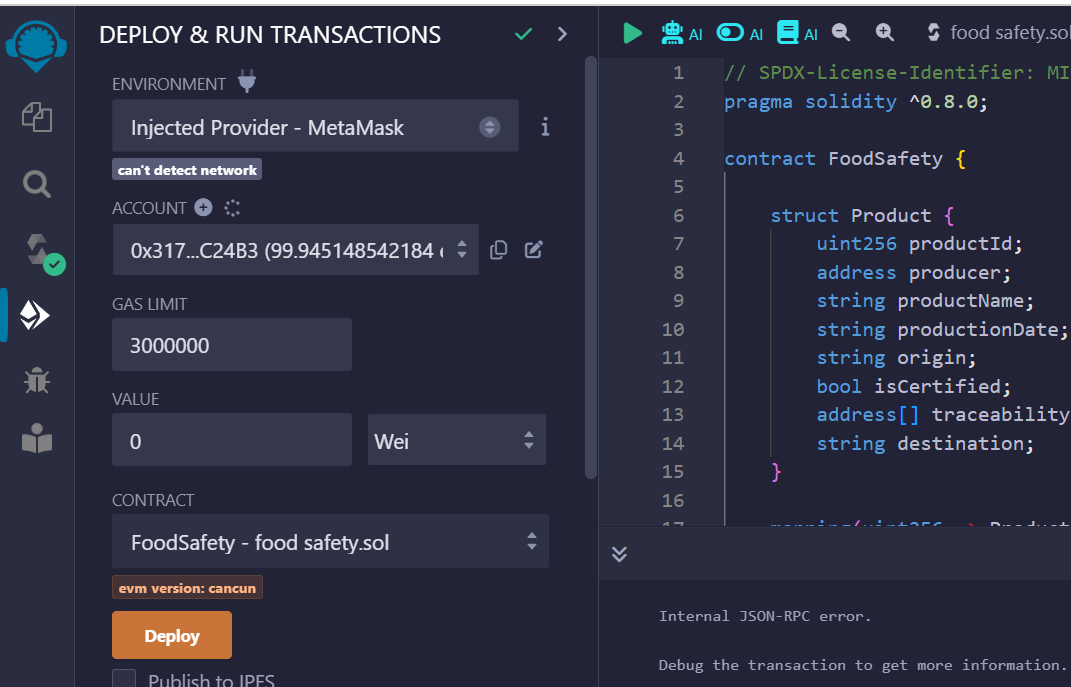 DEPLOY & RUN TRANSACTIONS
ENVIRONMENT
Injected Provider - MetaMask
i
can't detect network
ACCOUNT
0x317...C24B3 (99.945148542184 e
GAS LIMIT
3000000
VALUE
0
Wei
CONTRACT
FoodSafety - food safety.sol
evm version: cancun
Deploy
Publish to IPFS
AI AI AI food safety.sol
1 // SPDX-License-Identifier: MI
2 pragma solidity ^0.8.0;
3
4 contract FoodSafety {
5
6 struct Product {
7 uint256 productId;
8 address producer;
9 string productName;
10 string productionDate;
11 string origin;
12 bool isCertified;
13 address[] traceability
14 string destination;
15 }
16
17 mapping(uint256 => Product
Internal JSON-RPC error.
Debug the transaction to get more information.